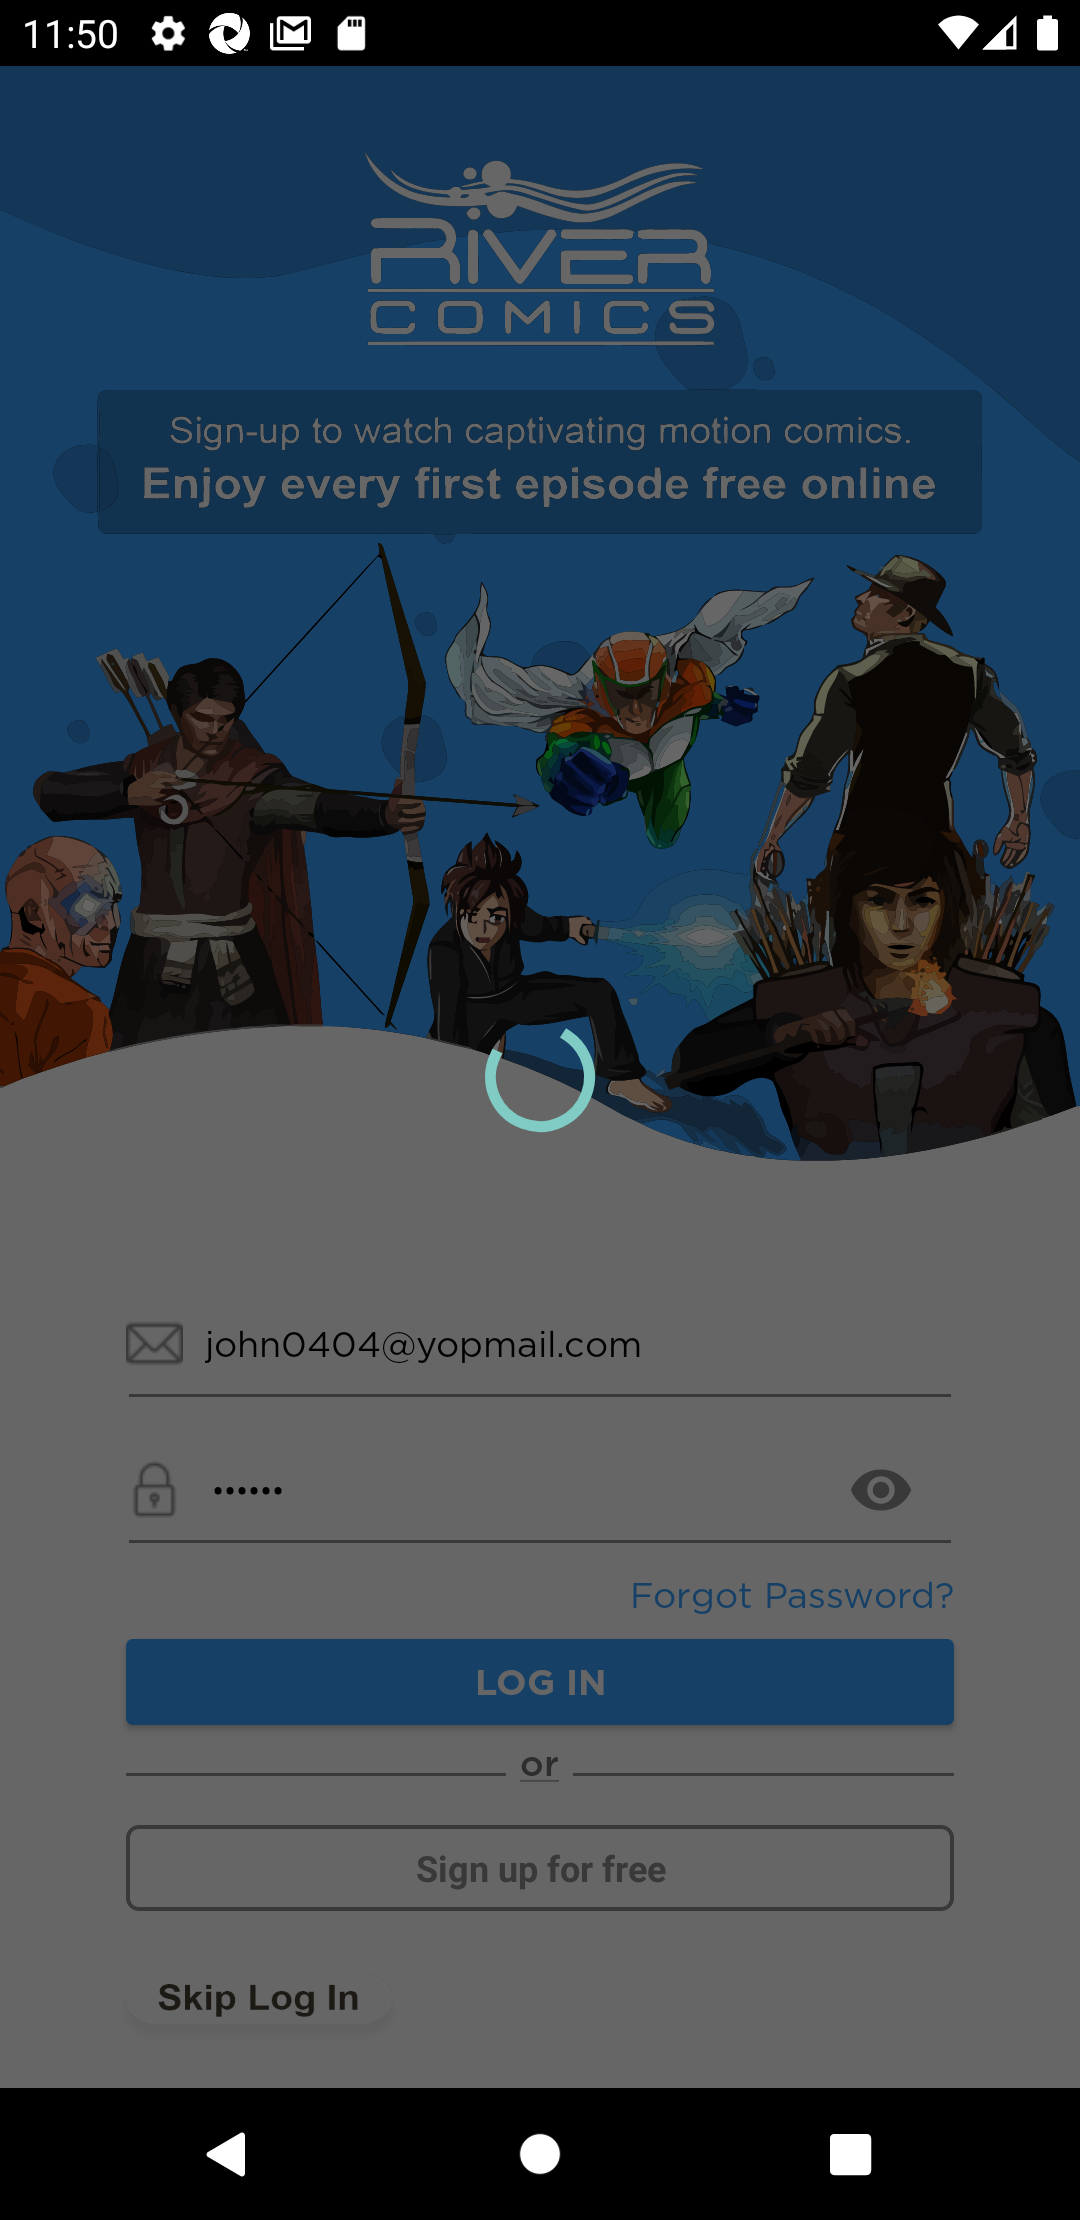 11:50
RiVER
COMICS
Sign-up to watch captivating motion comics.
Enjoy every first episode free online
john0404@yopmail.com
••••••
Forgot Password?
LOG IN
or
Sign up for free
Skip Log In